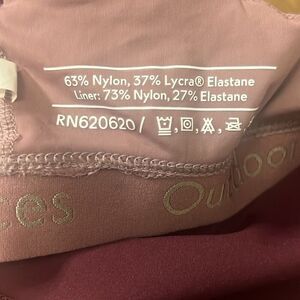 63% Nylon, 37% Lycra® Elastane
Liner: 73% Nylon, 27% Elastane
RN620620/
Outdoor
ces